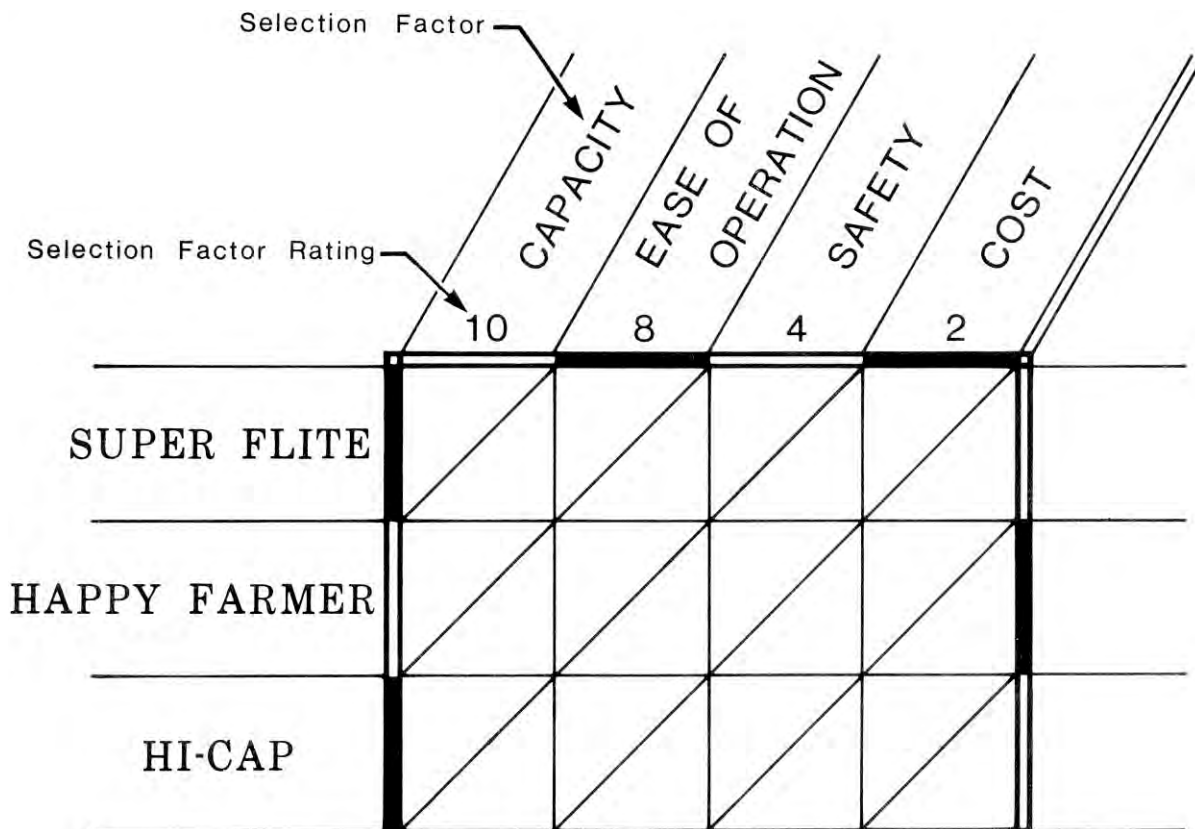 Selection Factor
CAPACITY
EASE OF
OPERATION
SAFETY
COST
Selection Factor Rating
10 8 4 2
SUPER FLITE
HAPPY FARMER
HI-CAP